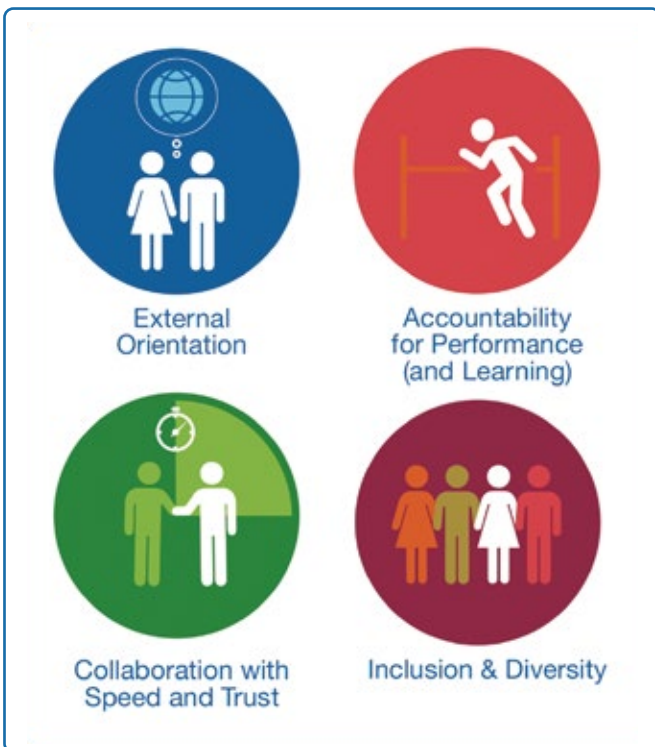 External
Orientation
Accountability
for Performance
(and Learning)
Collaboration with
Speed and Trust
Inclusion & Diversity